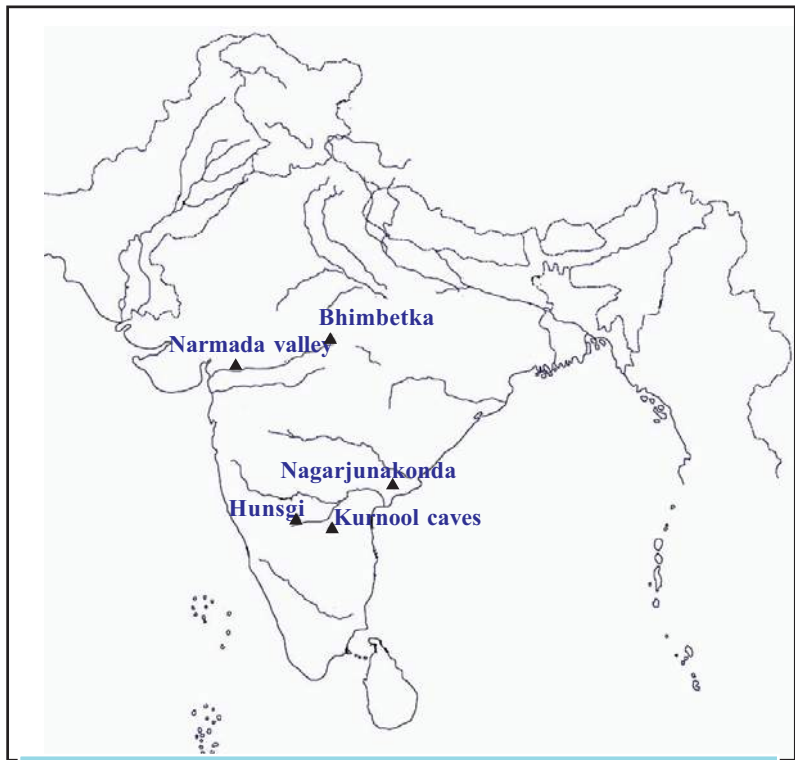 Bhimbetka
Narmada valley
Nagarjunakonda
Hunsgi
Kurnool caves